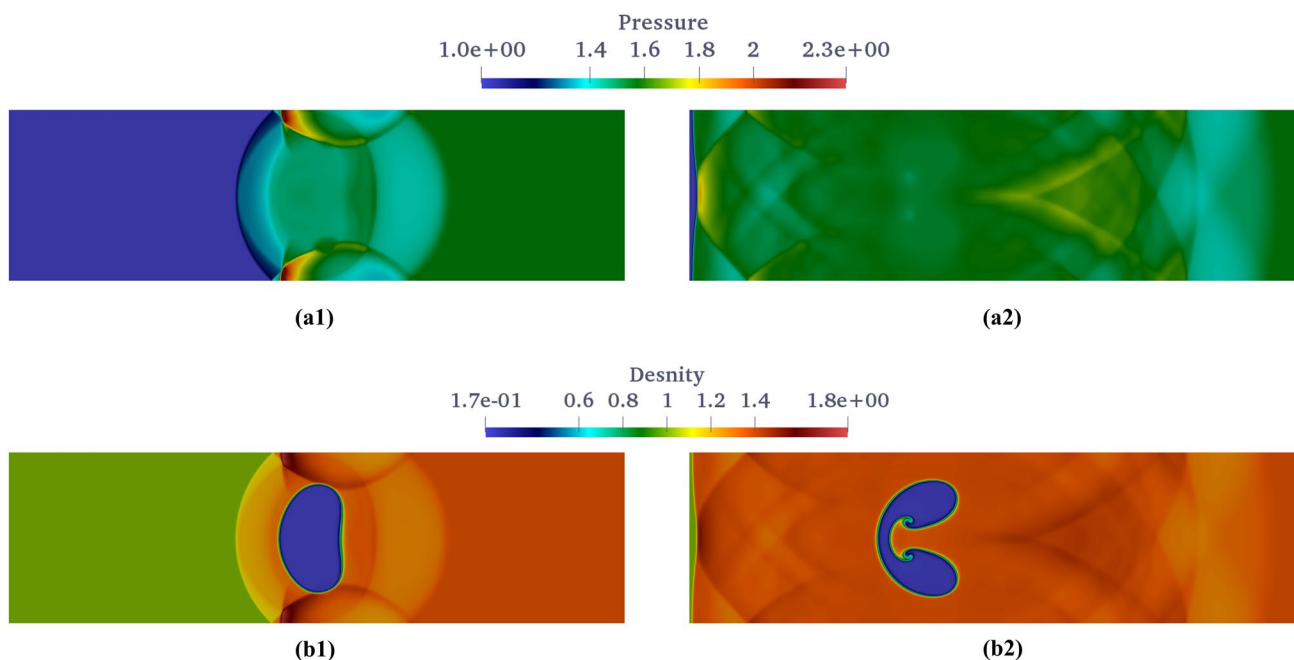 Pressure
1.0e+00 1.4 1.6 1.8 2 2.3e+00
(a1) (a2)
Desnity
1.7e-01 0.6 0.8 1 1.2 1.4 1.8e+00
(b1) (b2)